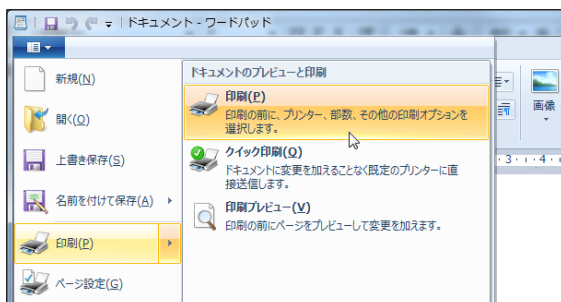 ドキュメント - ワードパッド
新規(N)
開く(O)
上書き保存(S)
名前を付けて保存(A)
印刷(P)
ページ設定(G)
ドキュメントのプレビューと印刷
印刷(P)
印刷の前に、プリンター、部数、その他の印刷オプションを
選択します。
クイック印刷(Q)
ドキュメントに変更を加えることなく既定のプリンターに直
接送信します。
印刷プレビュー(V)
印刷の前にページをプレビューして変更を加えます。
画像
· 3 · ı · 4 · ı